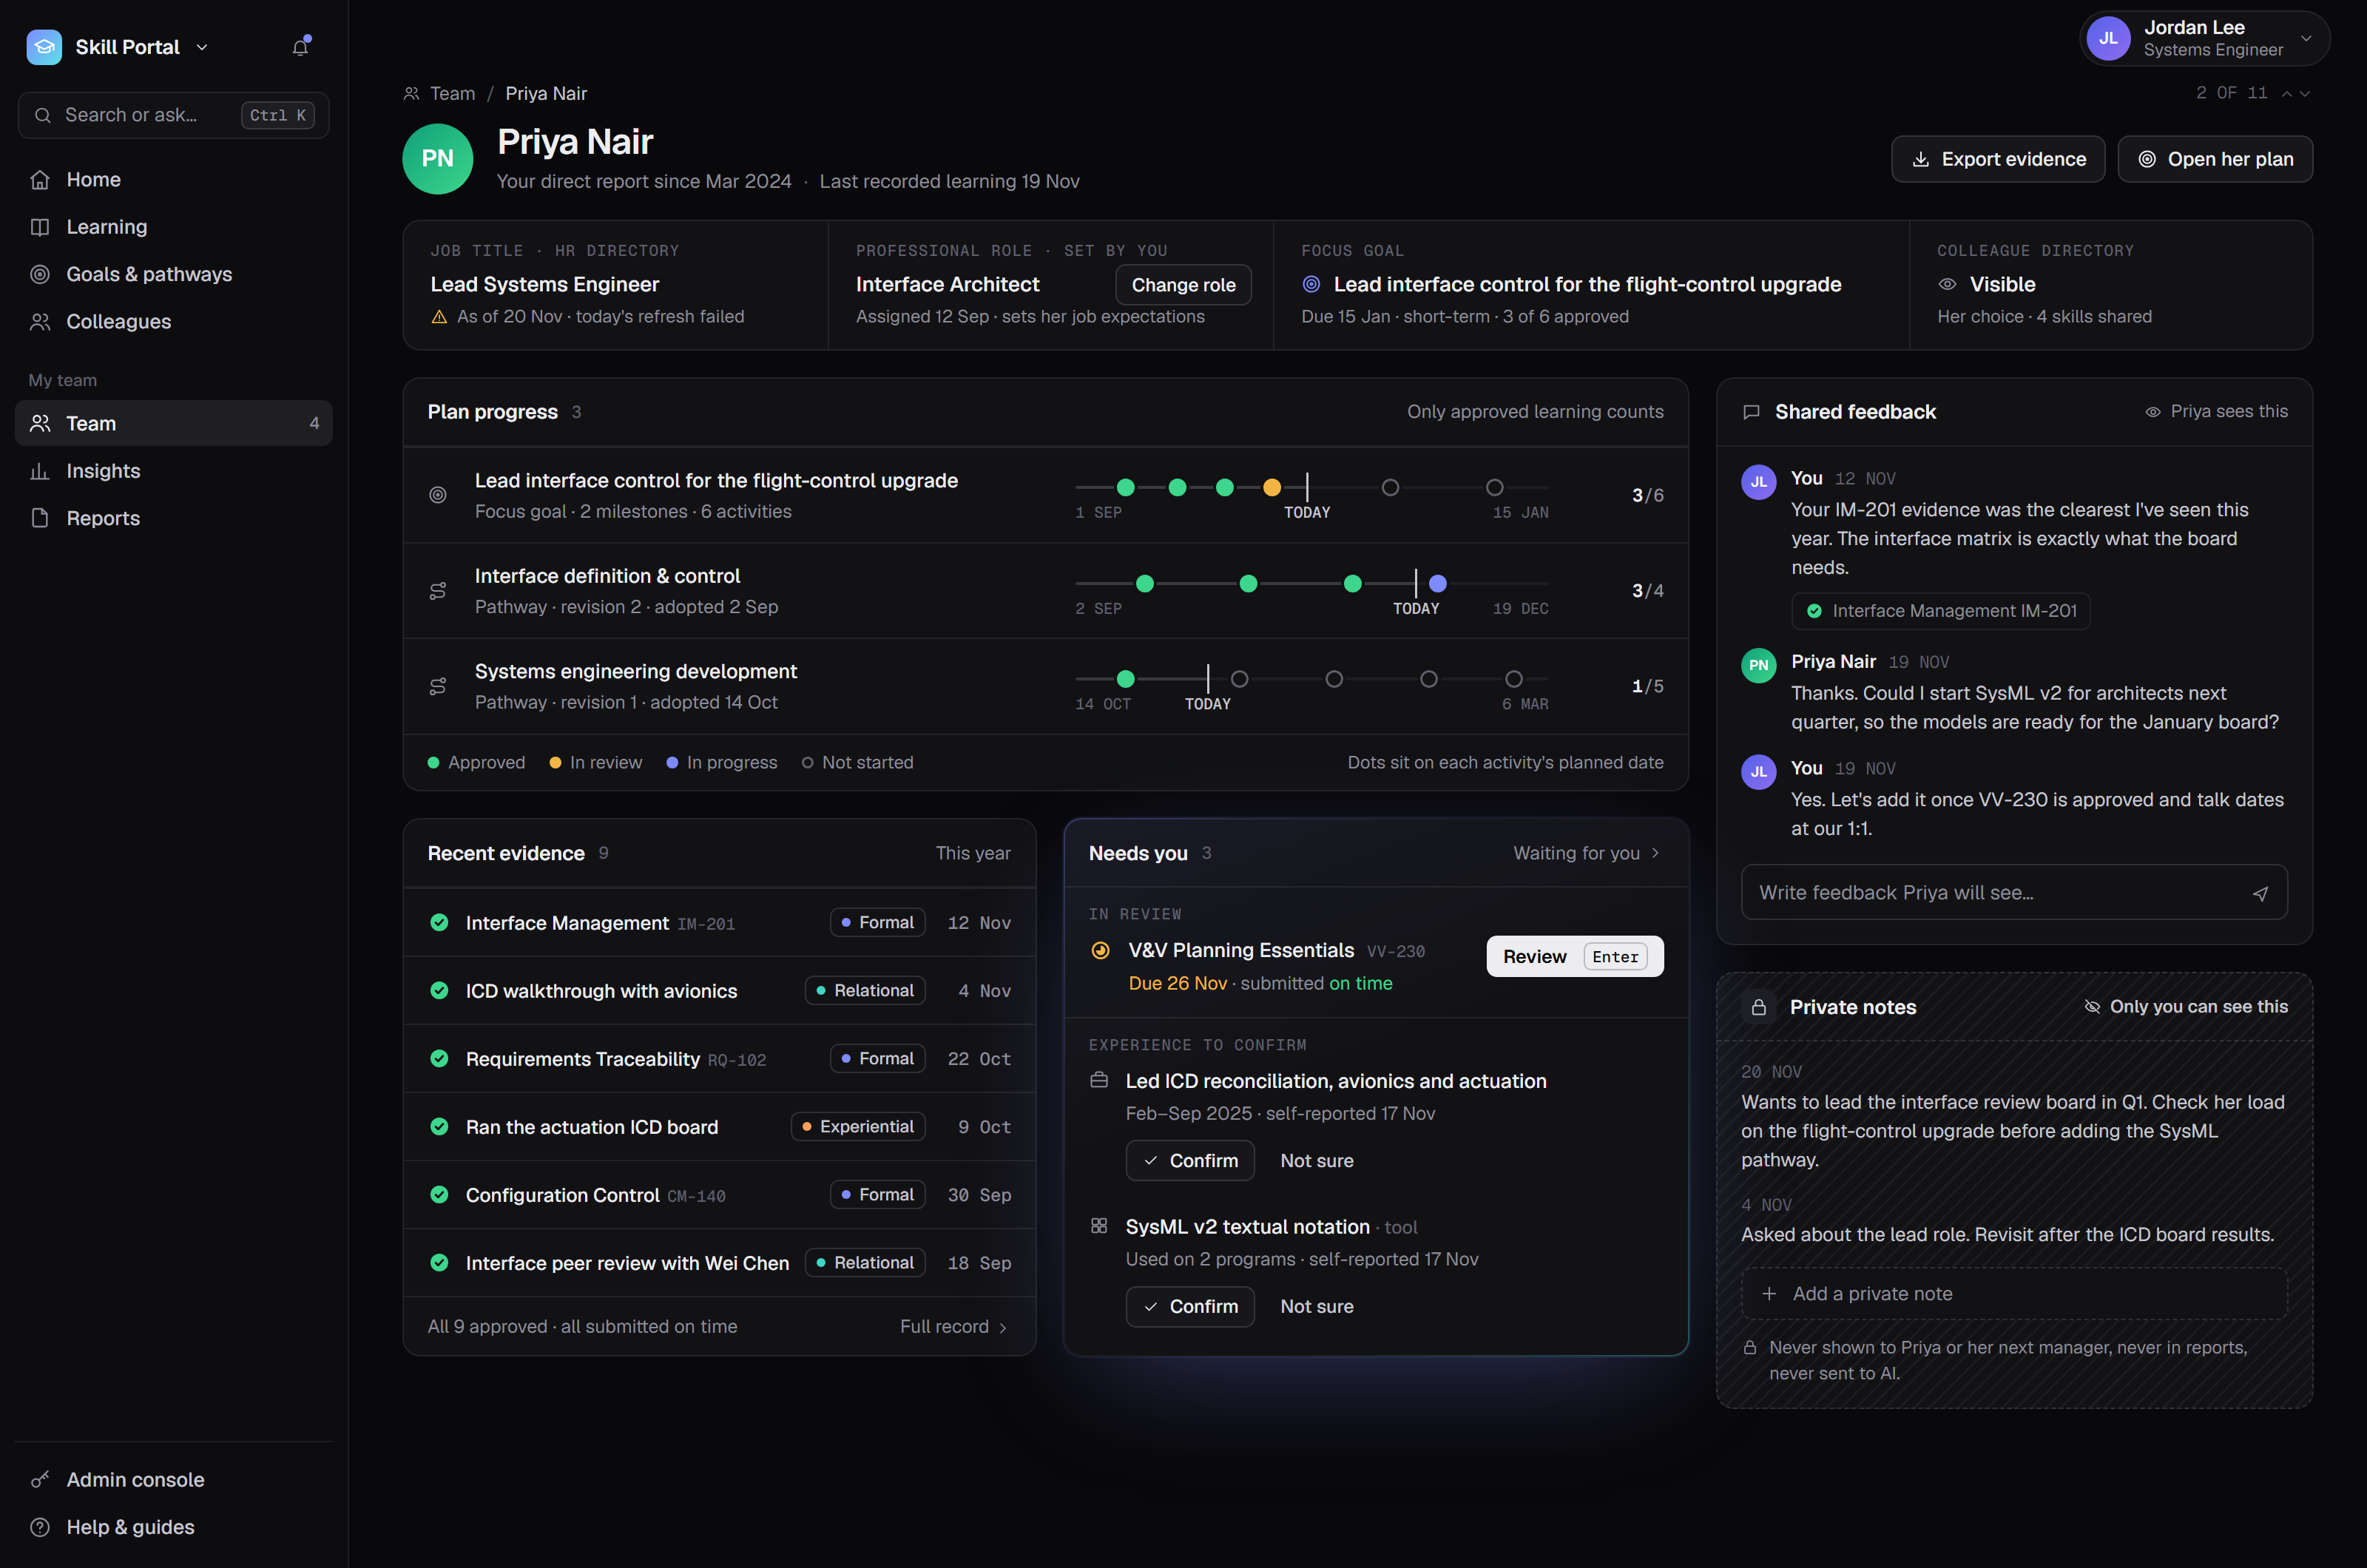 Skill Portal
Search or ask... Ctrl K
Home
Learning
Goals & pathways
Colleagues
My team
Team 4
Insights
Reports
Admin console
Help & guides
JL Jordan Lee
Systems Engineer
Team / Priya Nair
2 OF 11
PN Priya Nair
Your direct report since Mar 2024 · Last recorded learning 19 Nov
Export evidence
Open her plan
JOB TITLE · HR DIRECTORY
Lead Systems Engineer
As of 20 Nov · today's refresh failed
PROFESSIONAL ROLE · SET BY YOU
Interface Architect Change role
Assigned 12 Sep · sets her job expectations
FOCUS GOAL
Lead interface control for the flight-control upgrade
Due 15 Jan · short-term · 3 of 6 approved
COLLEAGUE DIRECTORY
Visible
Her choice · 4 skills shared
Plan progress 3 Only approved learning counts
Lead interface control for the flight-control upgrade
Focus goal · 2 milestones · 6 activities
1 SEP TODAY 15 JAN
3/6
Interface definition & control
Pathway · revision 2 · adopted 2 Sep
2 SEP TODAY 19 DEC
3/4
Systems engineering development
Pathway · revision 1 · adopted 14 Oct
14 OCT TODAY 6 MAR
1/5
Approved In review In progress Not started Dots sit on each activity's planned date
Recent evidence 9 This year
Interface Management IM-201 Formal 12 Nov
ICD walkthrough with avionics Relational 4 Nov
Requirements Traceability RQ-102 Formal 22 Oct
Ran the actuation ICD board Experiential 9 Oct
Configuration Control CM-140 Formal 30 Sep
Interface peer review with Wei Chen Relational 18 Sep
All 9 approved · all submitted on time Full record
Needs you 3 Waiting for you
IN REVIEW
V&V Planning Essentials VV-230
Due 26 Nov · submitted on time
Review Enter
EXPERIENCE TO CONFIRM
Led ICD reconciliation, avionics and actuation
Feb–Sep 2025 · self-reported 17 Nov
Confirm Not sure
SysML v2 textual notation · tool
Used on 2 programs · self-reported 17 Nov
Confirm Not sure
Shared feedback Priya sees this
JL You 12 NOV
Your IM-201 evidence was the clearest I've seen this
year. The interface matrix is exactly what the board
needs.
Interface Management IM-201
PN Priya Nair 19 NOV
Thanks. Could I start SysML v2 for architects next
quarter, so the models are ready for the January board?
JL You 19 NOV
Yes. Let's add it once VV-230 is approved and talk dates
at our 1:1.
Write feedback Priya will see...
Private notes Only you can see this
20 NOV
Wants to lead the interface review board in Q1. Check her load
on the flight-control upgrade before adding the SysML
pathway.
4 NOV
Asked about the lead role. Revisit after the ICD board results.
Add a private note
Never shown to Priya or her next manager, never in reports,
never sent to AI.